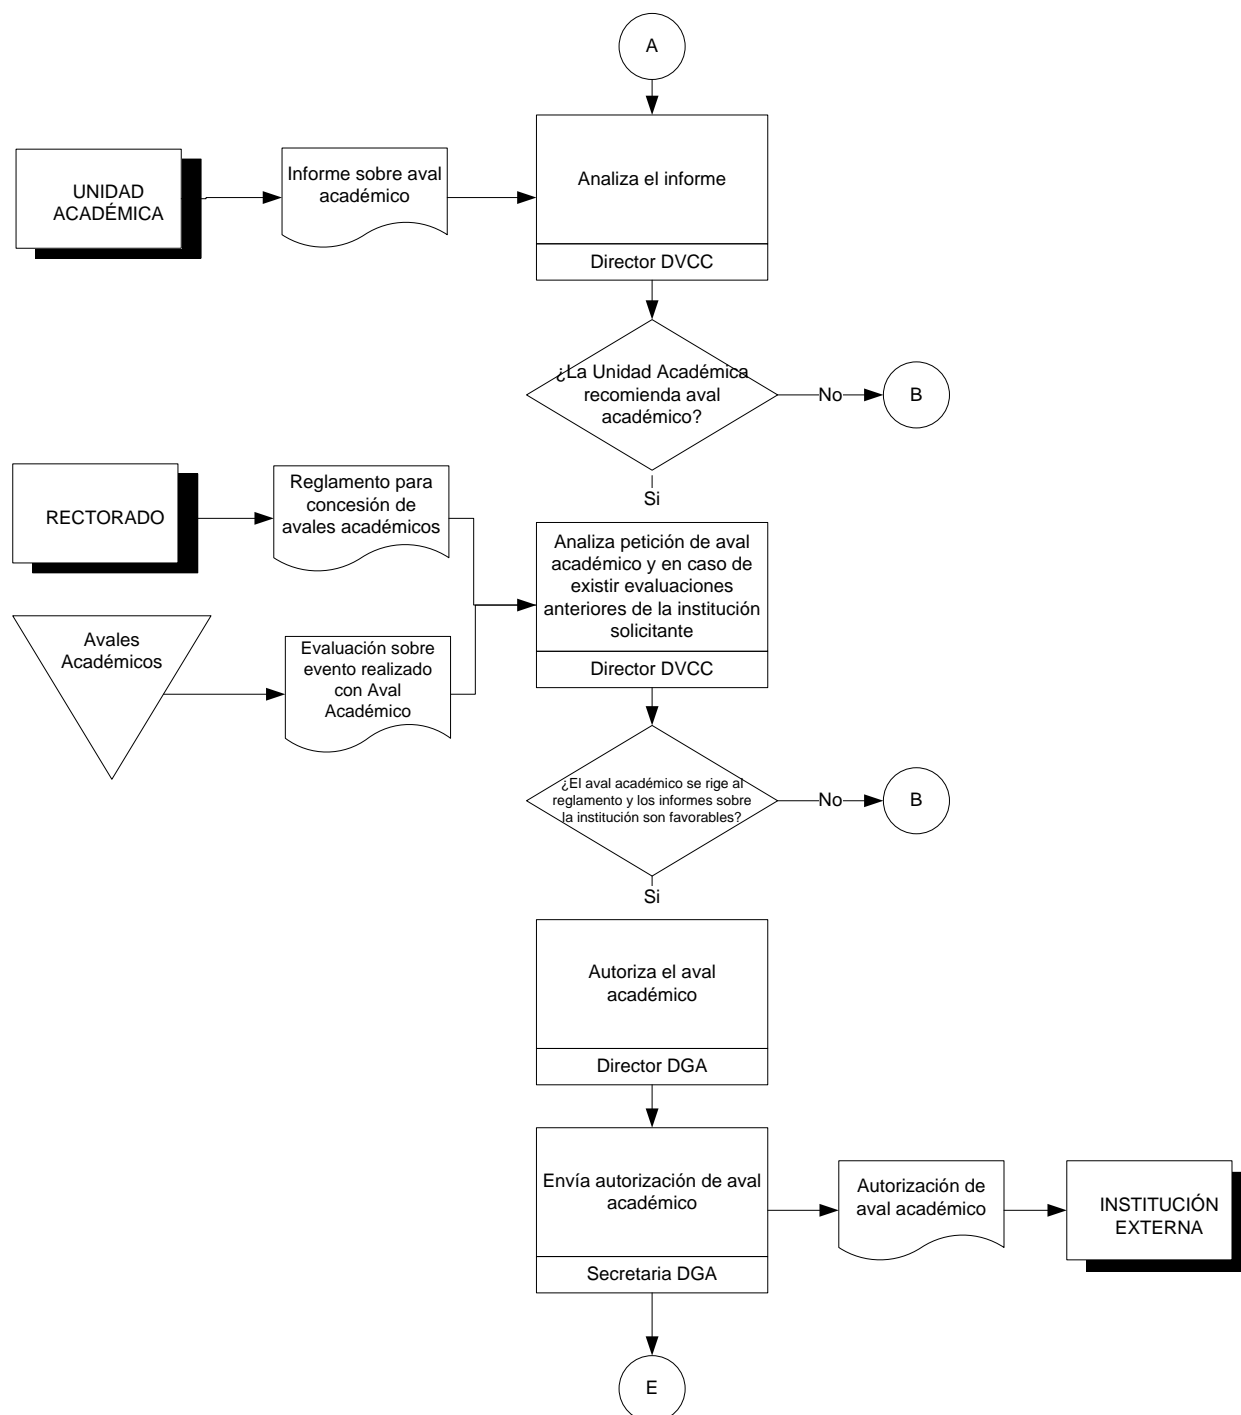 A
UNIDAD
ACADÉMICA
Informe sobre aval
académico
Analiza el informe
Director DVCC
¿La Unidad Académica
recomienda aval
académico?
No
B
Si
RECTORADO
Reglamento para
concesión de
avales académicos
Analiza petición de aval
académico y en caso de
existir evaluaciones
anteriores de la institución
solicitante
Director DVCC
Avales
Académicos
Evaluación sobre
evento realizado
con Aval
Académico
¿El aval académico se rige al
reglamento y los informes sobre
la institución son favorables?
No
B
Si
Autoriza el aval
académico
Director DGA
Envía autorización de aval
académico
Secretaria DGA
Autorización de
aval académico
INSTITUCIÓN
EXTERNA
E